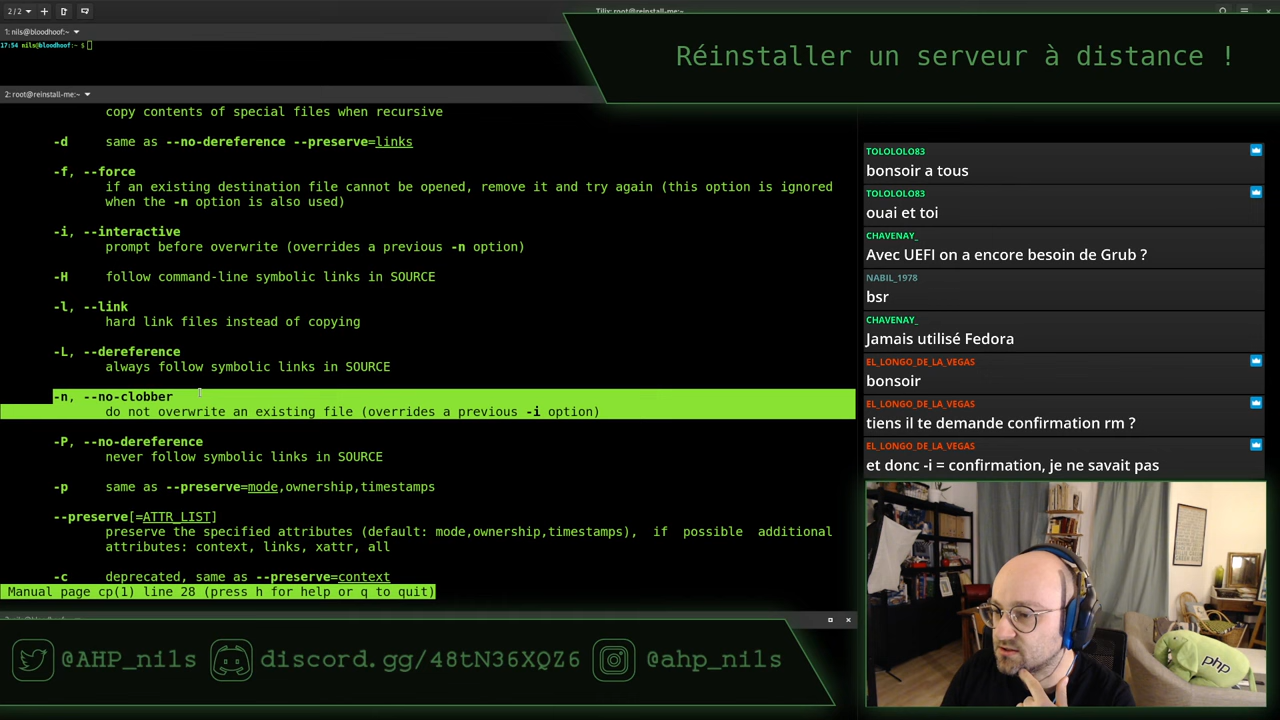 2 / 2
Tilix: root@reinstall-me:~
1: nils@bloodhoof:~
17:54 nils@bloodhoof:~ $
Réinstaller un serveur à distance !
2: root@reinstall-me:~
copy contents of special files when recursive
-d same as --no-dereference --preserve=links
-f, --force
if an existing destination file cannot be opened, remove it and try again (this option is ignored
when the -n option is also used)
-i, --interactive
prompt before overwrite (overrides a previous -n option)
-H follow command-line symbolic links in SOURCE
-l, --link
hard link files instead of copying
-L, --dereference
always follow symbolic links in SOURCE
-n, --no-clobber
do not overwrite an existing file (overrides a previous -i option)
-P, --no-dereference
never follow symbolic links in SOURCE
-p same as --preserve=mode,ownership,timestamps
--preserve[=ATTR_LIST]
preserve the specified attributes (default: mode,ownership,timestamps), if possible additional
attributes: context, links, xattr, all
-c deprecated, same as --preserve=context
Manual page cp(1) line 28 (press h for help or q to quit)
TOLOLOLO83
bonsoir a tous
TOLOLOLO83
ouai et toi
CHAVENAY_
Avec UEFI on a encore besoin de Grub ?
NABIL_1978
bsr
CHAVENAY_
Jamais utilisé Fedora
EL_LONGO_DE_LA_VEGAS
bonsoir
EL_LONGO_DE_LA_VEGAS
tiens il te demande confirmation rm ?
EL_LONGO_DE_LA_VEGAS
et donc -i = confirmation, je ne savait pas
php
@AHP_nils
discord.gg/48tN36XQZ6
@ahp_nils